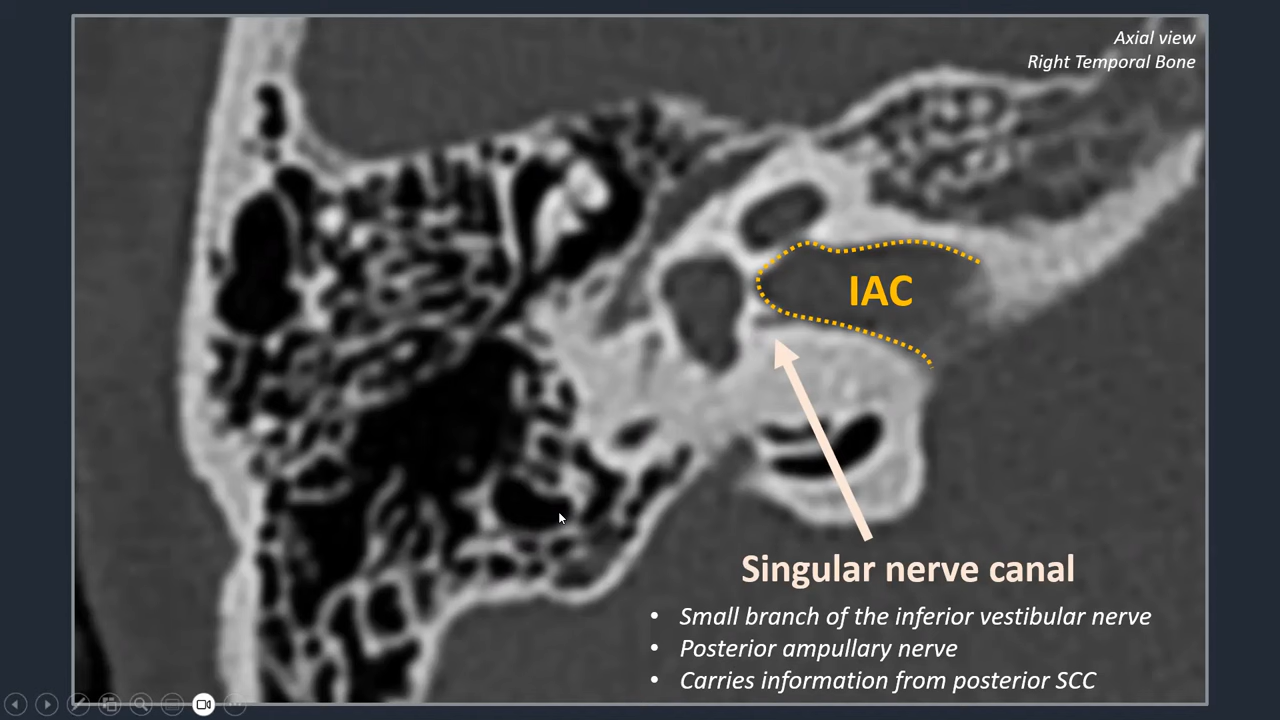 Axial view
Right Temporal Bone
IAC
Singular nerve canal
• Small branch of the inferior vestibular nerve
• Posterior ampullary nerve
• Carries information from posterior SCC